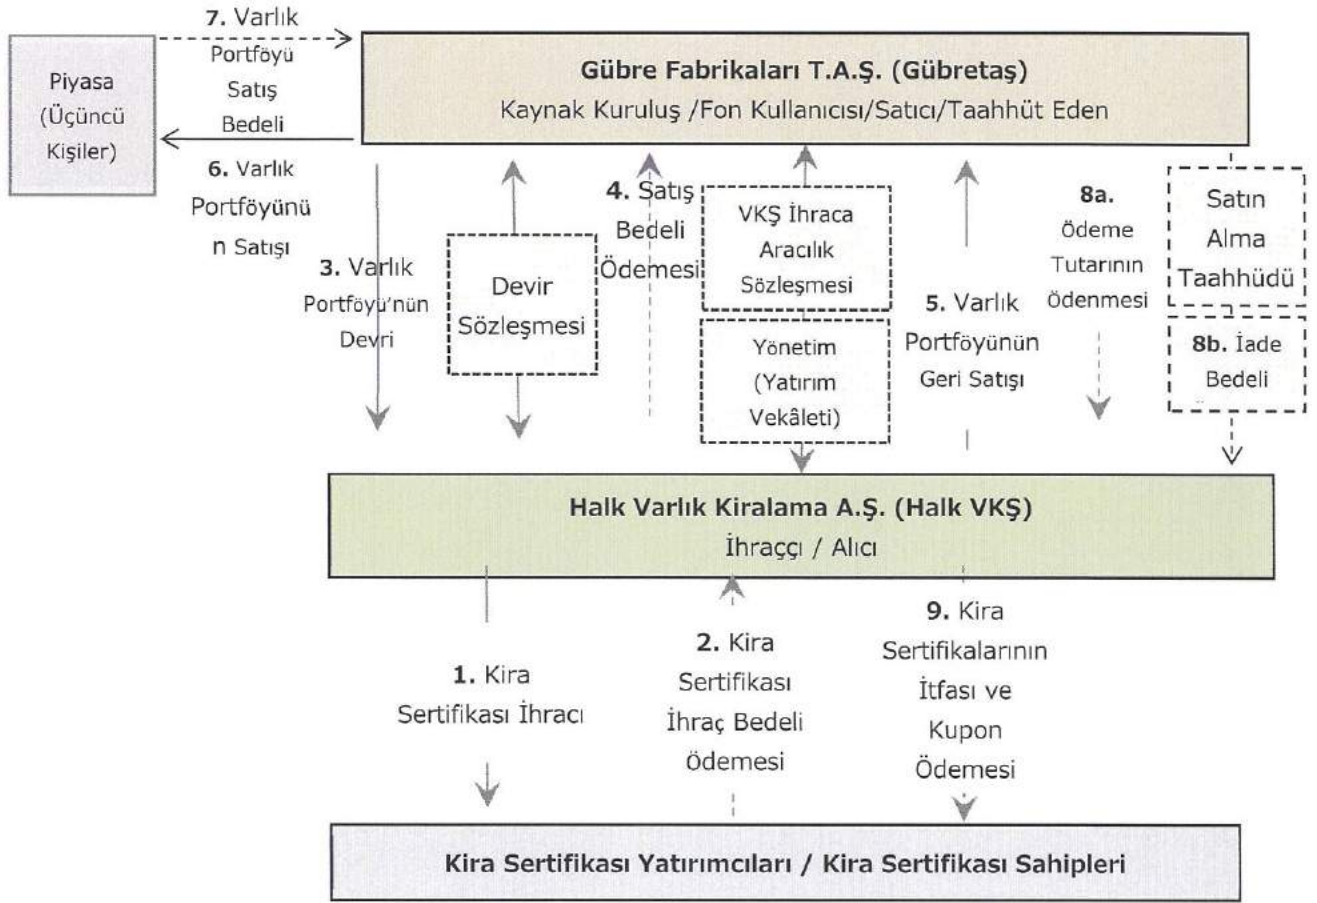 7. Varlık
Portföyü
Satış
Bedeli
Piyasa
(Üçüncü
Kişiler)
Gübre Fabrikaları T.A.Ş. (Gübretaş)
Kaynak Kuruluş /Fon Kullanıcısı/Satıcı/Taahhüt Eden
6. Varlık
Portföyünü
n Satışı
3. Varlık
Portföyü'nün
Devri
Devir
Sözleşmesi
4. Satış
Bedeli
Ödemesi
VKŞ İhraca
Aracılık
Sözleşmesi
Yönetim
(Yatırım
Vekâleti)
5. Varlık
Portföyünün
Geri Satışı
8a.
Ödeme
Tutarının
ödenmesi
Satın
Alma
Taahhüdü
8b. İade
Bedeli
Halk Varlık Kiralama A.Ş. (Halk VKŞ)
İhraççı / Alıcı
1. Kira
Sertifikası İhracı
2. Kira
Sertifikası
İhraç Bedeli
ödemesi
9. Kira
Sertifikalarının
İtfası ve
Kupon
Ödemesi
Kira Sertifikası Yatırımcıları / Kira Sertifikası Sahipleri